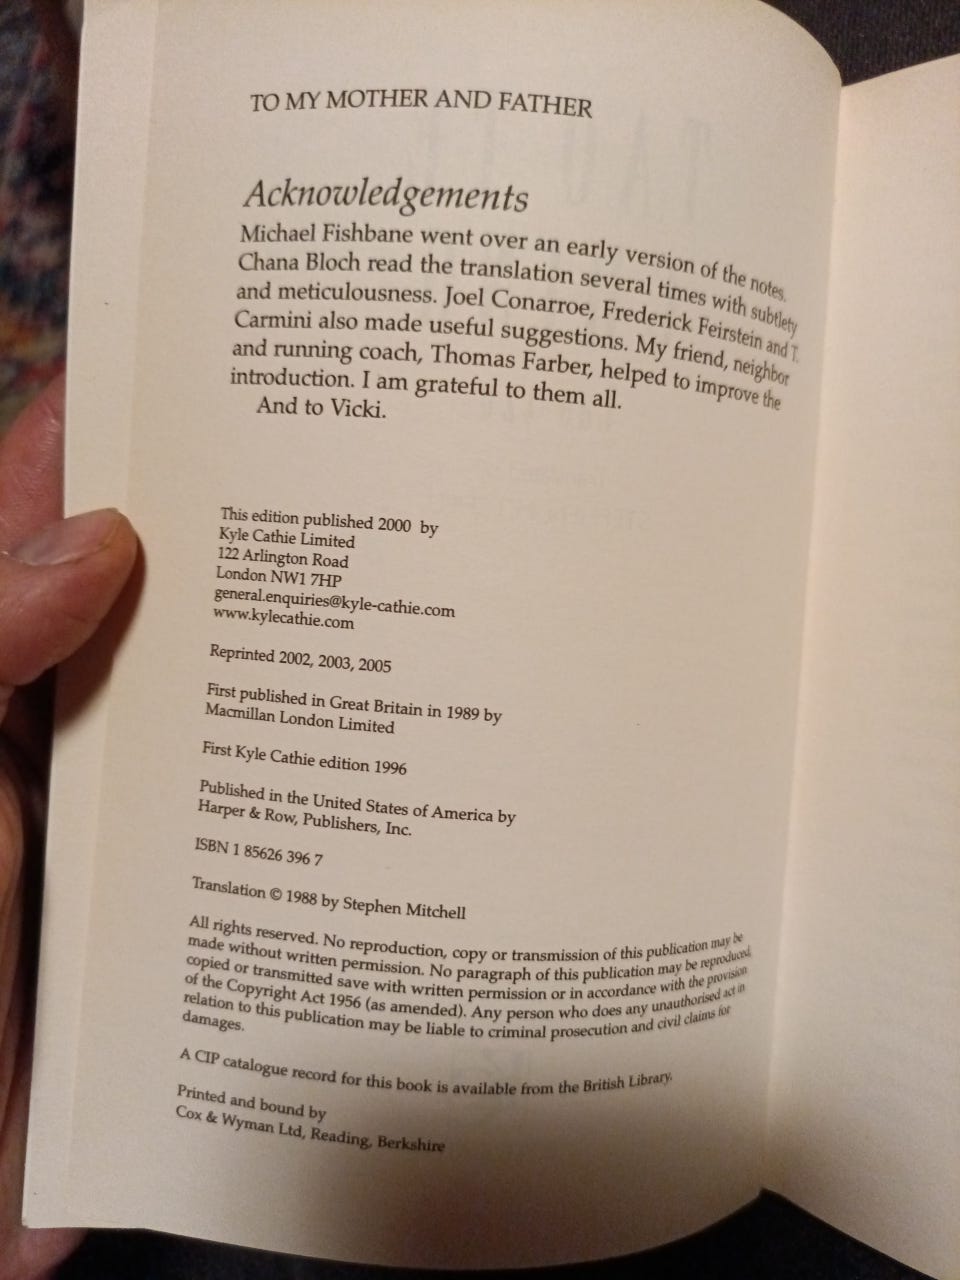 TO MY MOTHER AND FATHER
Acknowledgements
Michael Fishbane went over an early version of the notes.
Chana Bloch read the translation several times with subtlety
and meticulousness. Joel Conarroe, Frederick Feirstein and T.
Carmini also made useful suggestions. My friend, neighbor
and running coach, Thomas Farber, helped to improve the
introduction. I am grateful to them all.
And to Vicki.
This edition published 2000 by
Kyle Cathie Limited
122 Arlington Road
London NW1 7HP
general.enquiries@kyle-cathie.com
www.kylecathie.com
Reprinted 2002, 2003, 2005
First published in Great Britain in 1989 by
Macmillan London Limited
First Kyle Cathie edition 1996
Published in the United States of America by
Harper & Row, Publishers, Inc.
ISBN 1 85626 396 7
Translation © 1988 by Stephen Mitchell
All rights reserved. No reproduction, copy or transmission of this publication may be
made without written permission. No paragraph of this publication may be reproduced,
copied or transmitted save with written permission or in accordance with the provision
of the Copyright Act 1956 (as amended). Any person who does any unauthorised act in
relation to this publication may be liable to criminal prosecution and civil claims for
damages.
A CIP catalogue record for this book is available from the British Library.
Printed and bound by
Cox & Wyman Ltd, Reading, Berkshire